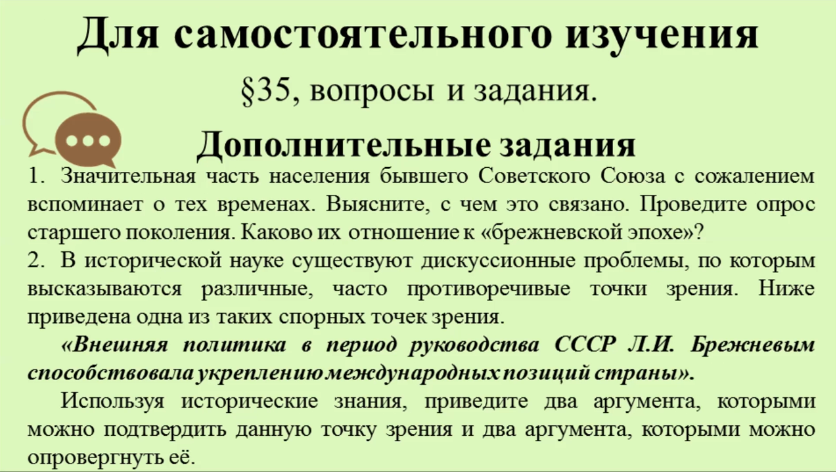 Для самостоятельного изучения
§35, вопросы и задания.
Дополнительные задания
1. Значительная часть населения бывшего Советского Союза с сожалением
вспоминает о тех временах. Выясните, с чем это связано. Проведите опрос
старшего поколения. Каково их отношение к «брежневской эпохе»?
2. В исторической науке существуют дискуссионные проблемы, по которым
высказываются различные, часто противоречивые точки зрения. Ниже
приведена одна из таких спорных точек зрения.
«Внешняя политика в период руководства СССР Л.И. Брежневым
способствовала укреплению международных позиций страны».
Используя исторические знания, приведите два аргумента, которыми
можно подтвердить данную точку зрения и два аргумента, которыми можно
опровергнуть её.